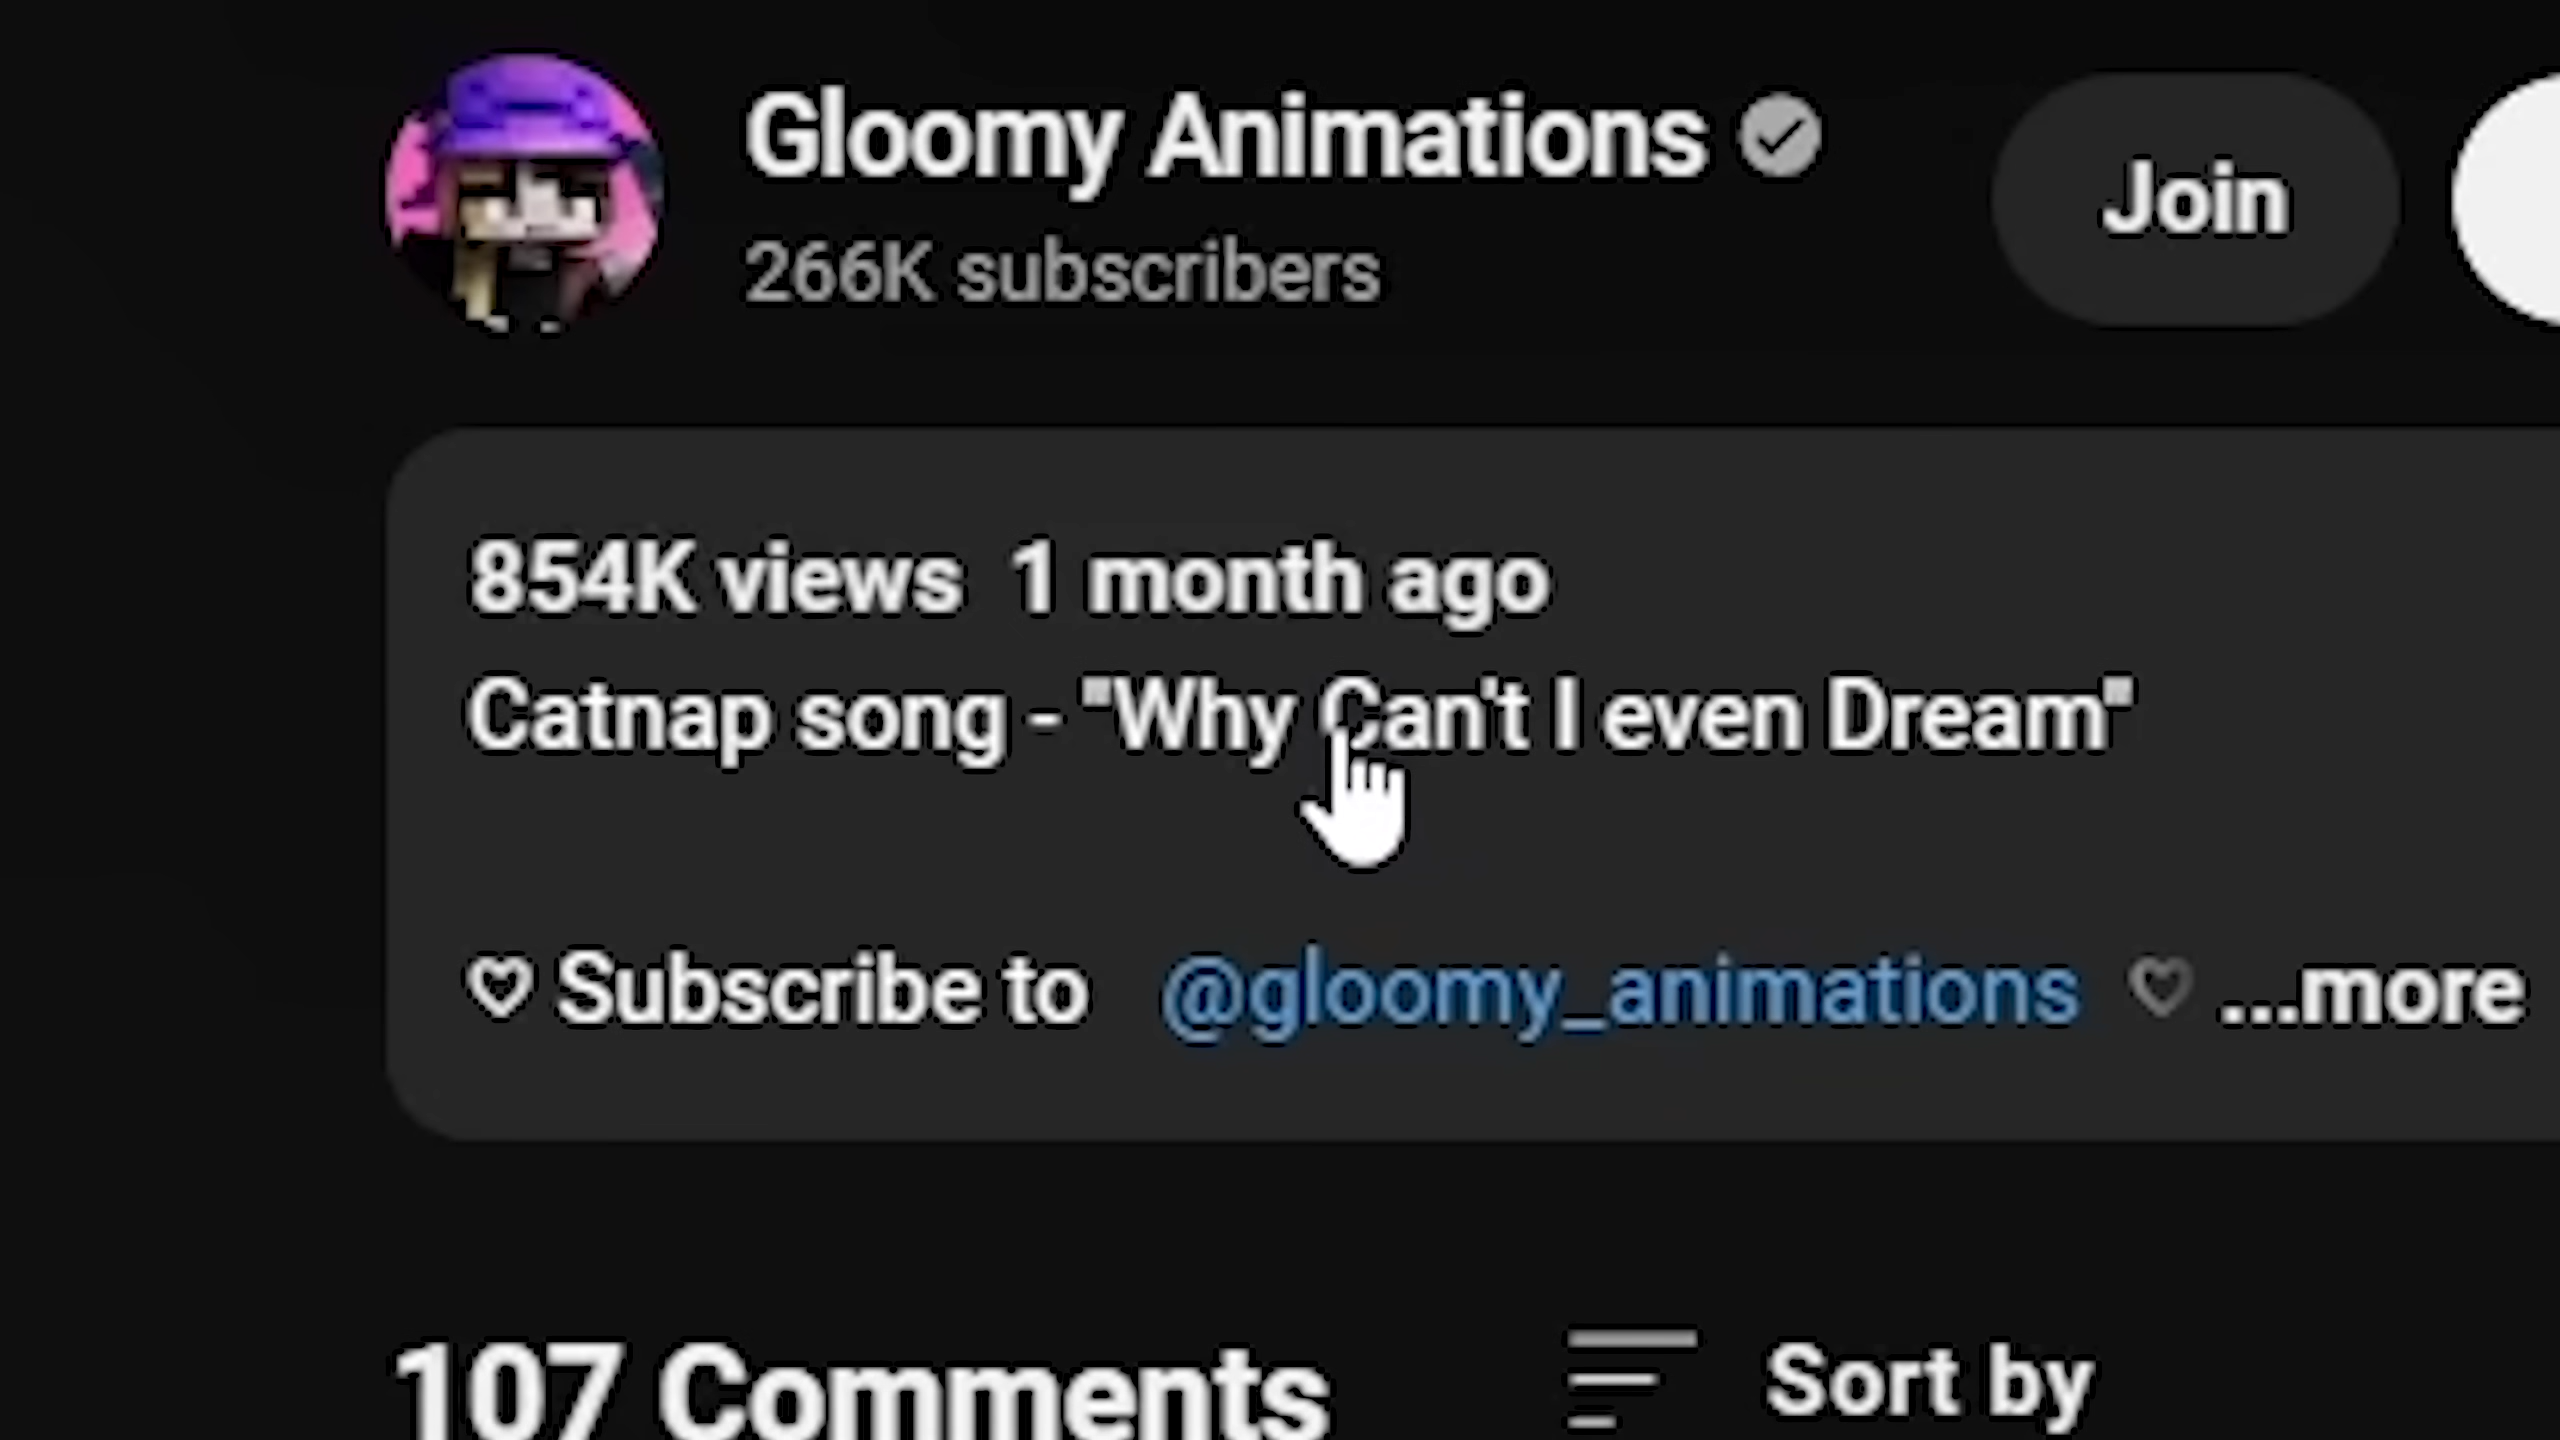 Gloomy Animations
266K subscribers
Join
854K views 1 month ago
Catnap song - "Why Can't I even Dream"
♡ Subscribe to @gloomy_animations ♡ ...more
107 Comments
Sort by